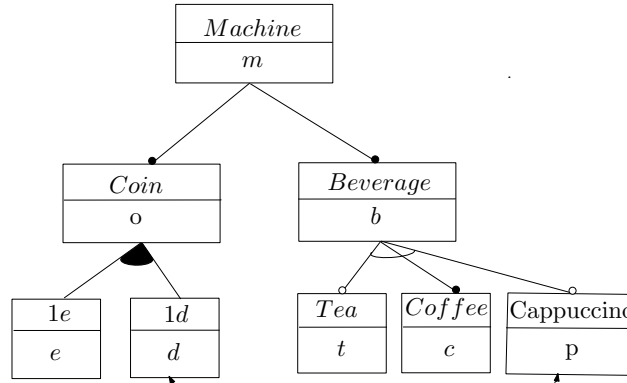 Machine
m
Coin
o
Beverage
b
1e
e
1d
d
Tea
t
Coffee
c
Cappuccino
p